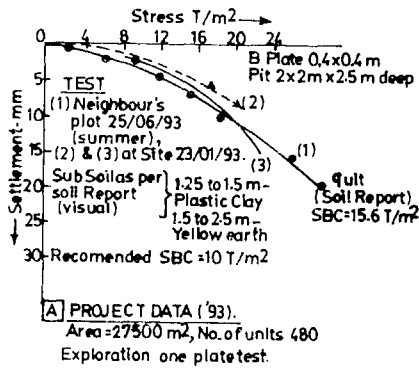 Stress T/m²
0 4 8 12 16 20 24 28
B Plate 0.4x0.4 m
Pit 2x2m x 2.5 m deep
5
10
15
20
25
30
Settlement-mm
TEST
(1) Neighbour's
plot 25/06/93
(summer),
(2) & (3) at Site 23/01/93.
Sub Soilas per
soil Report
(visual)
1.25 to 1.5 m-
Plastic Clay
1.5 to 2.5m-
Yellow earth
(2)
(3)
(1)
qult
(Soil Report)
SBC=15.6 T/m²
Recomended SBC=10 T/m²
A PROJECT DATA ('93).
Area=27500 m², No. of units 480
Exploration one plate test.